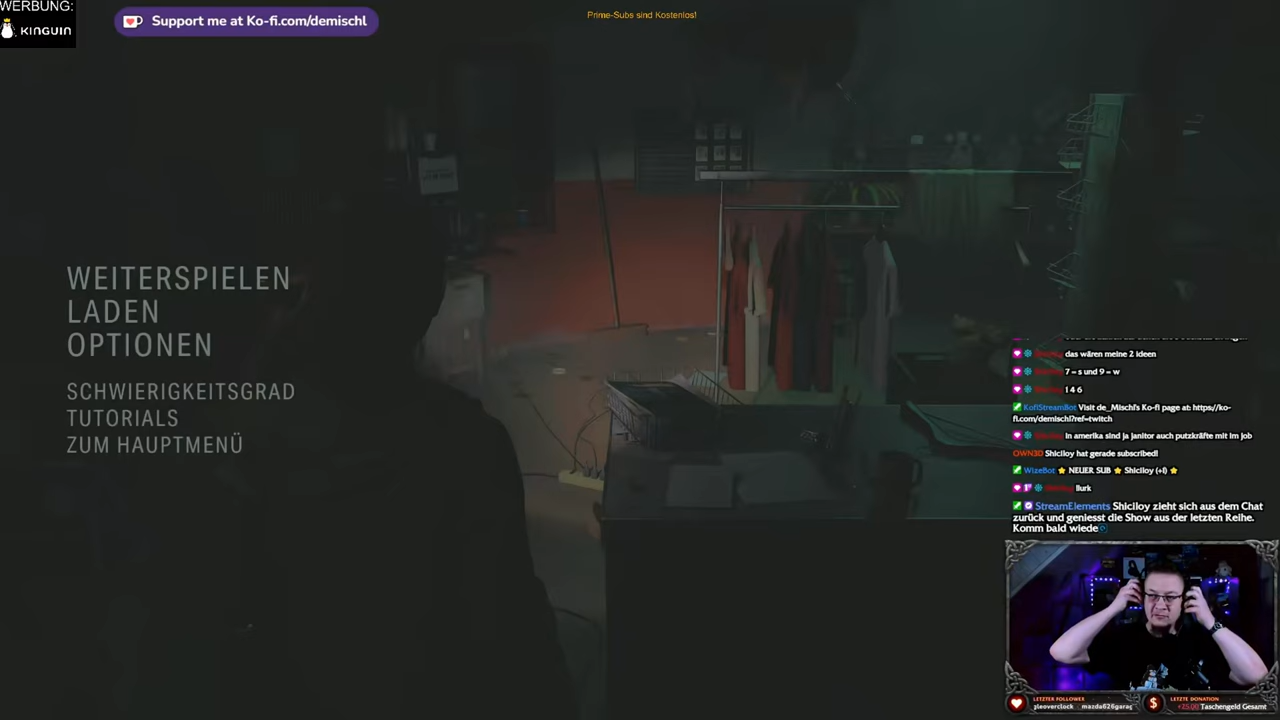 WERBUNG:
KINGUIN
Support me at Ko-fi.com/demischl
Prime-Subs sind Kostenlos!
WEITERSPIELEN
LADEN
OPTIONEN
SCHWIERIGKEITSGRAD
TUTORIALS
ZUM HAUPTMENÜ
das wären meine 2 ideen
7 = s und 9 = w
1 4 6
KofiStreamBot Visit de_Mischl's Ko-fi page at: https://ko-
fi.com/demischl?ref=twitch
in amerika sind ja janitor auch putzkräfte mit im job
OWN3D Shiciloy hat gerade subscribed!
WizeBot NEUER SUB Shiciloy (+1)
llurk
StreamElements Shiciloy zieht sich aus dem Chat
zurück und geniesst die Show aus der letzten Reihe.
Komm bald wiede
LETZTER FOLLOWER
LETZTE DONATION
gleoverclock mazda626garag
Taschengeld Gesamt